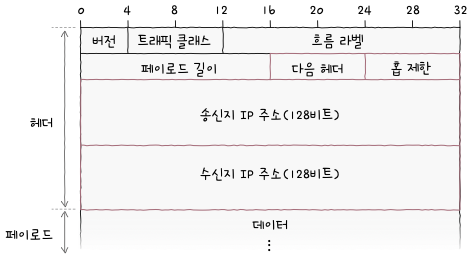 0 4 8 12 16 20 24 28 32
버전 트래픽 클래스 흐름 라벨
페이로드 길이 다음 헤더 홉 제한
헤더
송신지 IP 주소(128비트)
수신지 IP 주소(128비트)
페이로드
데이터